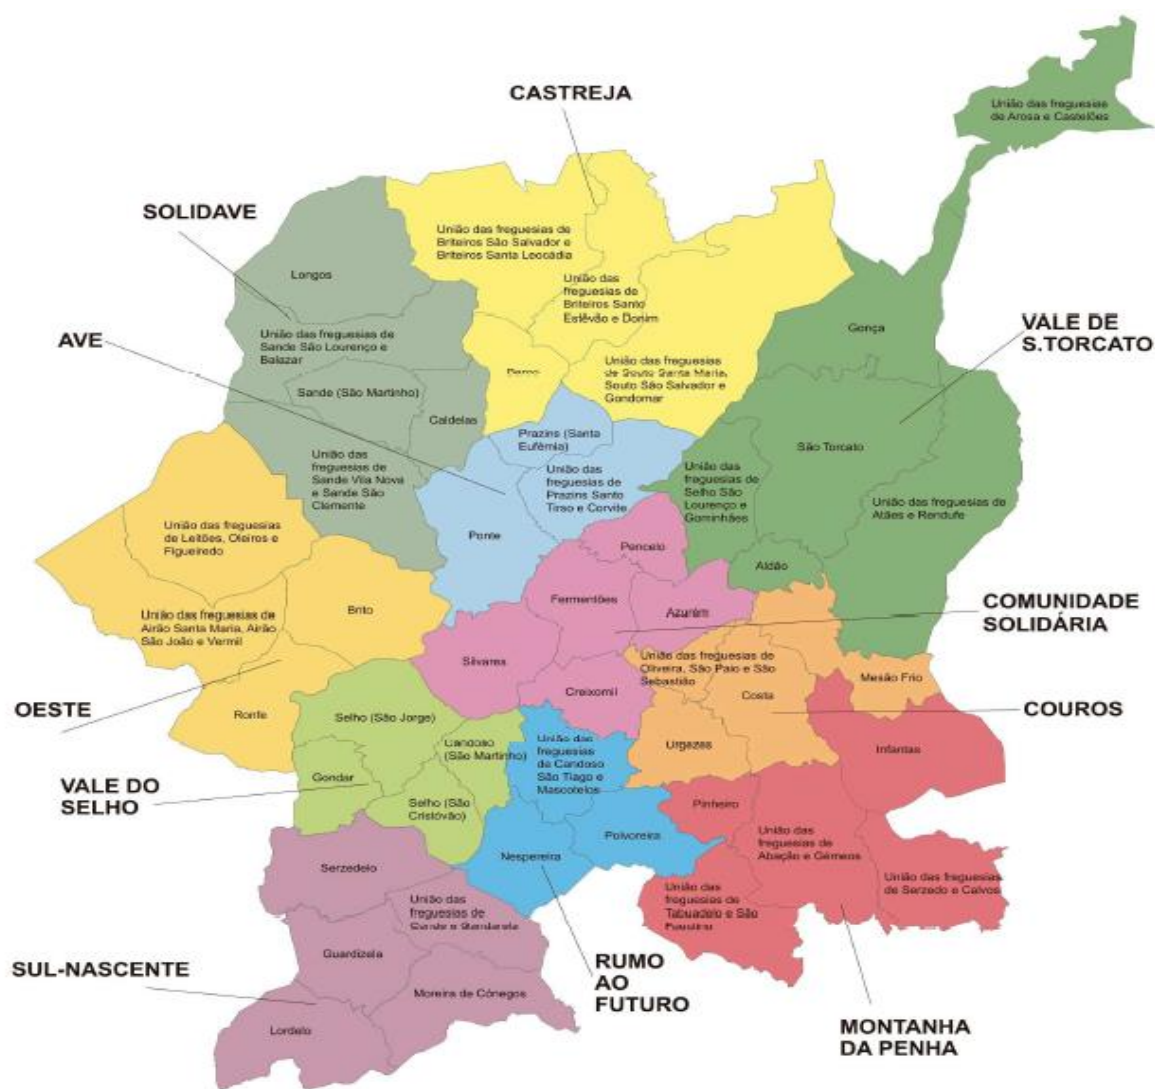 CASTREJA
União das freguesias
de Arosa e Castelões
SOLIDAVE
União das freguesias de
Briteiros São Salvador e
Briteiros Santa Leocádia
Longos
União das
freguesias de
Briteiros Santo
Estêvão e Donim
VALE DE
S.TORCATO
Gonça
AVE
União das freguesias de
Sande São Lourenço e
Balazar
União das freguesias
de Souto Santa Maria,
Souto São Salvador e
Gondomar
Barco
Sande (São Martinho)
Caldelas
Prazins (Santa
Eufémia)
São Torcato
União das
freguesias de
Sande Vila Nova
e Sande São
Clemente
União das
freguesias de
Prazins Santo
Tirso e Corvite
União das
freguesias de
Selho São
Lourenço e
Gominhães
União das freguesias de
Atães e Rendufe
União das freguesias
de Leitões, Oleiros e
Figueiredo
Ponte
Pencelo
Aldão
Fermentões
Azurém
COMUNIDADE
SOLIDÁRIA
União das freguesias de
Airão Santa Maria, Airão
São João e Vermil
Brito
Silvares
União das freguesias de
Oliveira, São Paio e São
Sebastião
Mesão Frio
Creixomil
Costa
OESTE
Ronfe
Selho (São Jorge)
COUROS
Candoso
(São Martinho)
União das
freguesias
de Candoso
São Tiago e
Mascotelos
Urgezes
Infantas
VALE DO
SELHO
Gondar
Selho (São
Cristóvão)
Pinheiro
Polvoreira
União das
freguesias de
Abação e Gémeos
Nespereira
Serzedelo
União das freguesias
de Serzedo e Calvos
União das
freguesias de
Gandarela
União das
freguesias de
Tabuadelo e São
Faustino
Guardizela
SUL-NASCENTE
RUMO
AO
FUTURO
Moreira de Cónegos
Lordelo
MONTANHA
DA PENHA